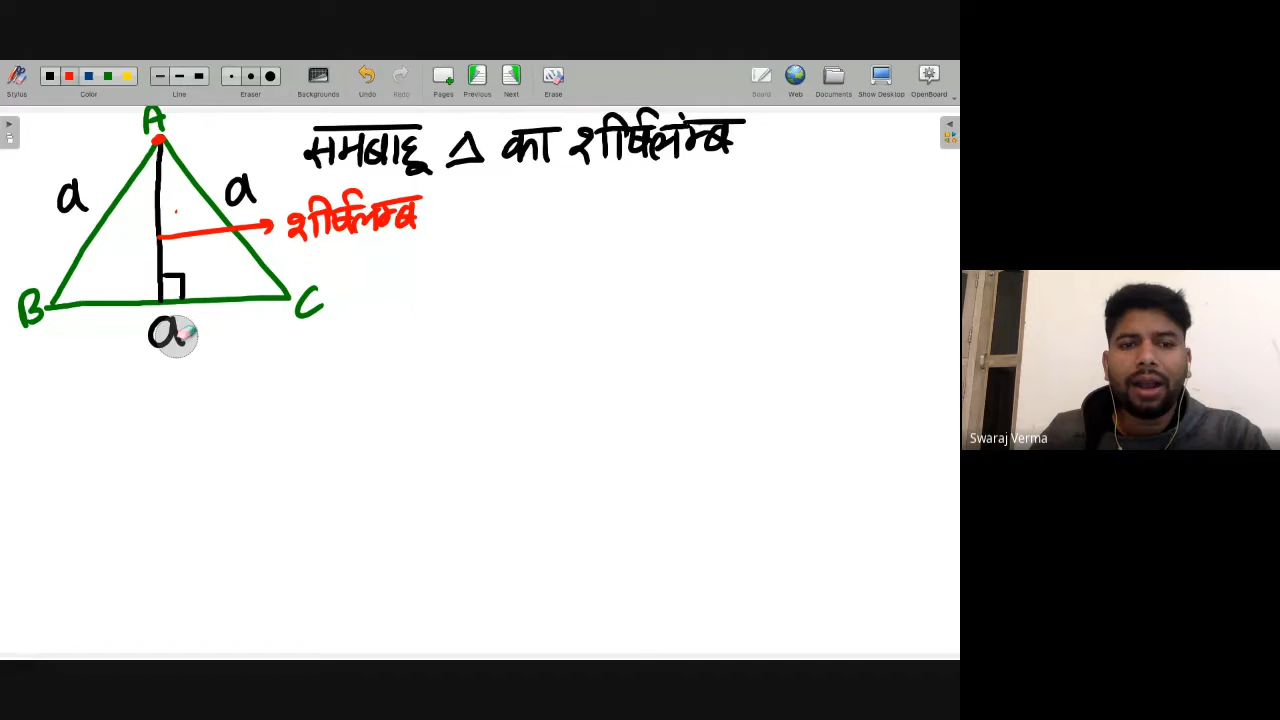 Stylus Color Line Eraser Backgrounds Undo Redo Pages Previous Next Erase Board Web Documents Show Desktop OpenBoard
A
समबाहू Δ का शीर्षलंम्ब
a a
शीर्षलम्ब
B C
a
Swaraj Verma